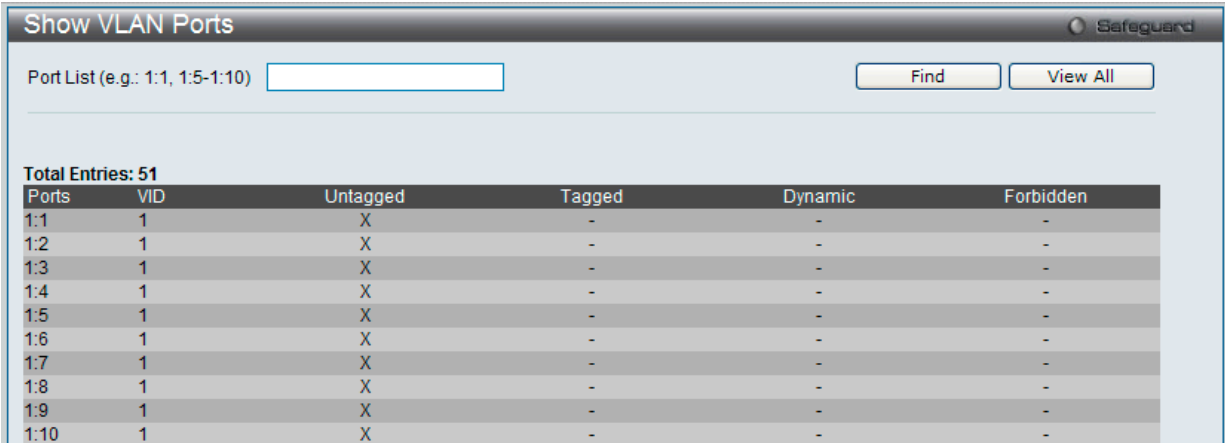 Show VLAN Ports
Safeguard
Port List (e.g.: 1:1, 1:5-1:10)
Find
View All
Total Entries: 51
Ports VID Untagged Tagged Dynamic Forbidden
1:1 1 X - - -
1:2 1 X - - -
1:3 1 X - - -
1:4 1 X - - -
1:5 1 X - - -
1:6 1 X - - -
1:7 1 X - - -
1:8 1 X - - -
1:9 1 X - - -
1:10 1 X - - -